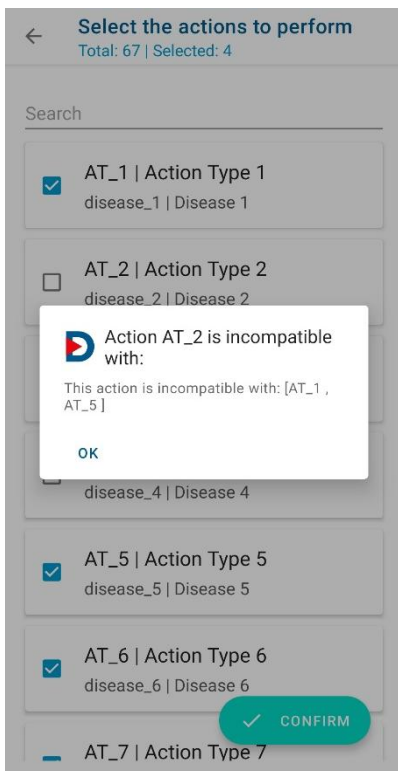 Select the actions to perform
Total: 67 | Selected: 4
Search
AT_1 | Action Type 1
disease_1 | Disease 1
AT_2 | Action Type 2
disease_2 | Disease 2
Action AT_2 is incompatible
with:
This action is incompatible with: [AT_1 ,
AT_5 ]
OK
disease_4 | Disease 4
AT_5 | Action Type 5
disease_5 | Disease 5
AT_6 | Action Type 6
disease_6 | Disease 6
CONFIRM
AT_7 | Action Type 7